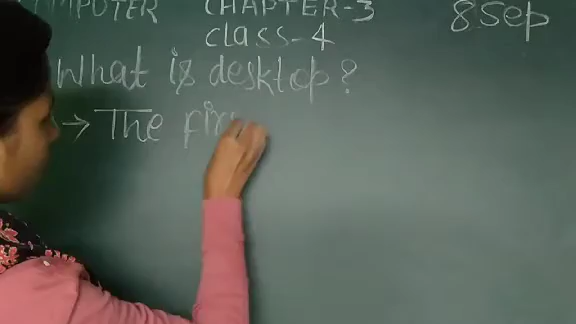 COMPUTER CHAPTER-3 8 Sep
class-4
What is desktop?
→ The fir